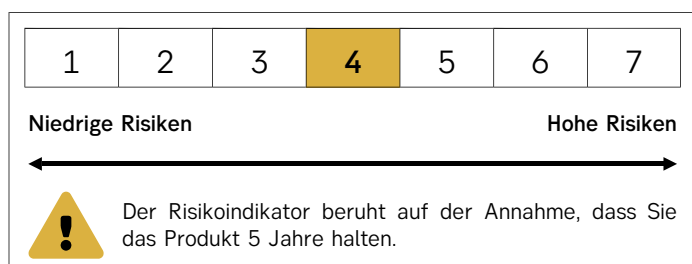 1 2 3 4 5 6 7
Niedrige Risiken Hohe Risiken
!
Der Risikoindikator beruht auf der Annahme, dass Sie
das Produkt 5 Jahre halten.